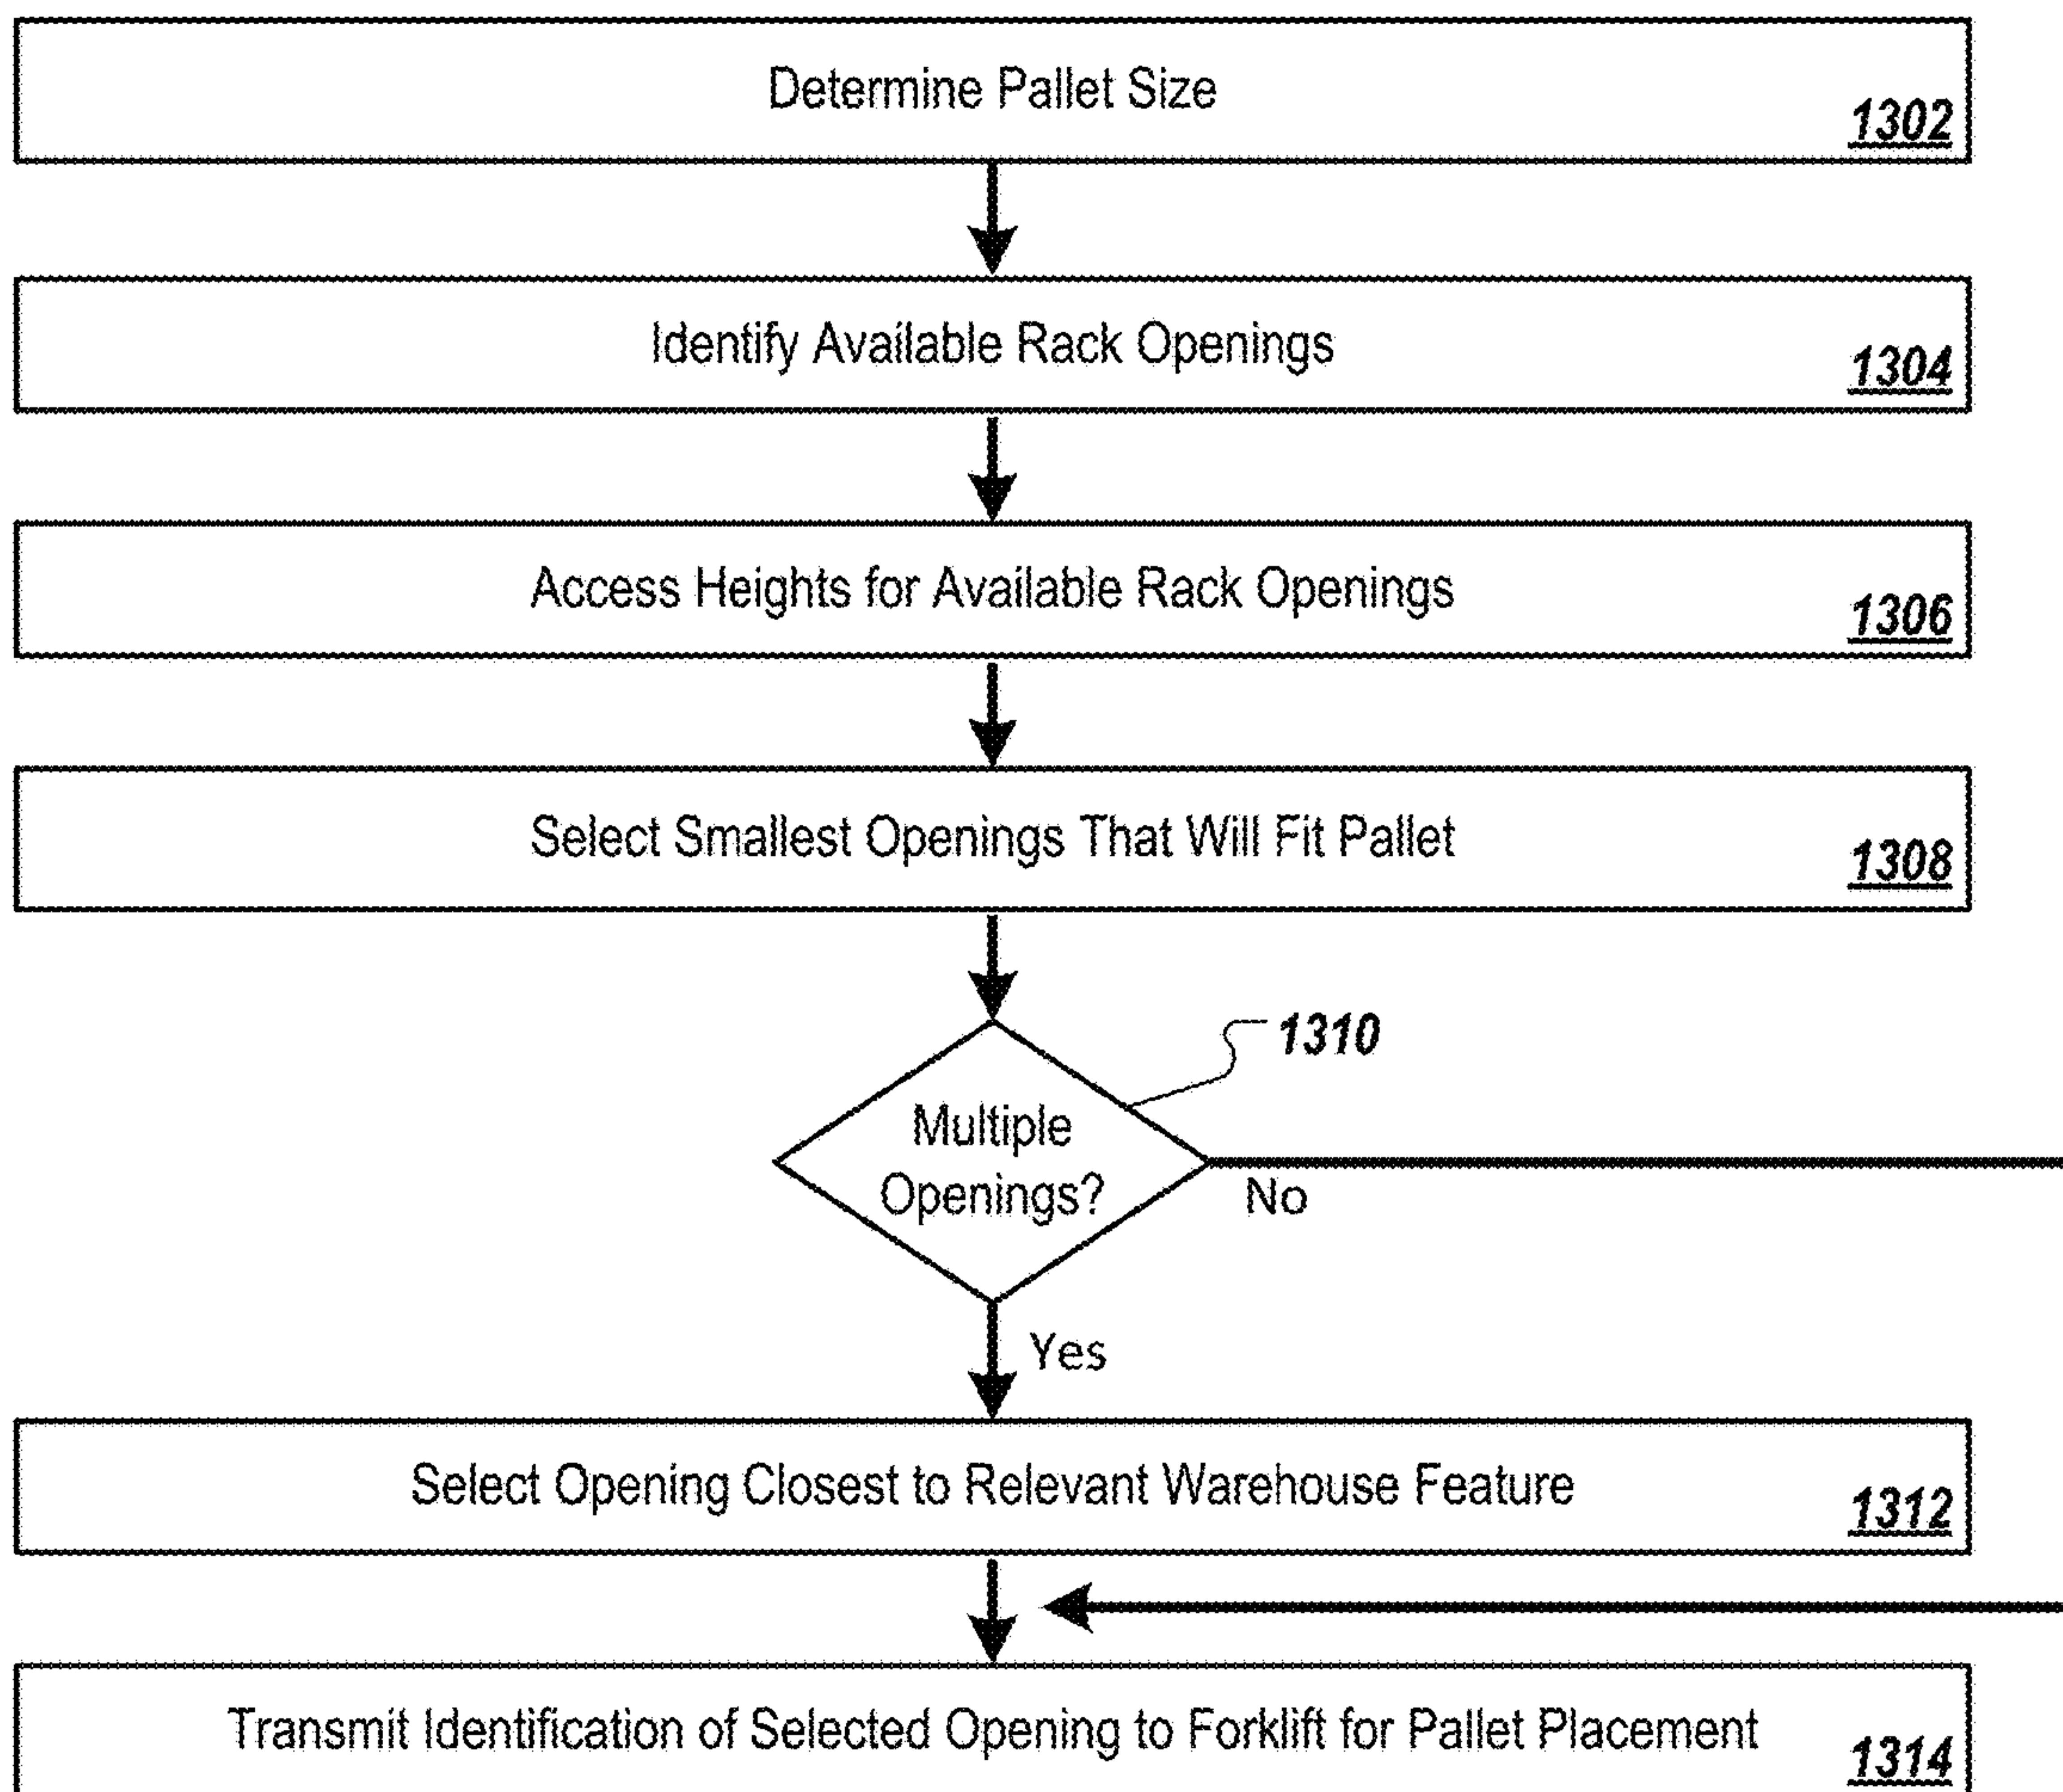 Determine Pallet Size
1302
Identify Available Rack Openings
1304
Access Heights for Available Rack Openings
1306
Select Smallest Openings That Will Fit Pallet
1308
1310
Multiple
Openings?
No
Yes
Select Opening Closest to Relevant Warehouse Feature
1312
Transmit Identification of Selected Opening to Forklift for Pallet Placement
1314